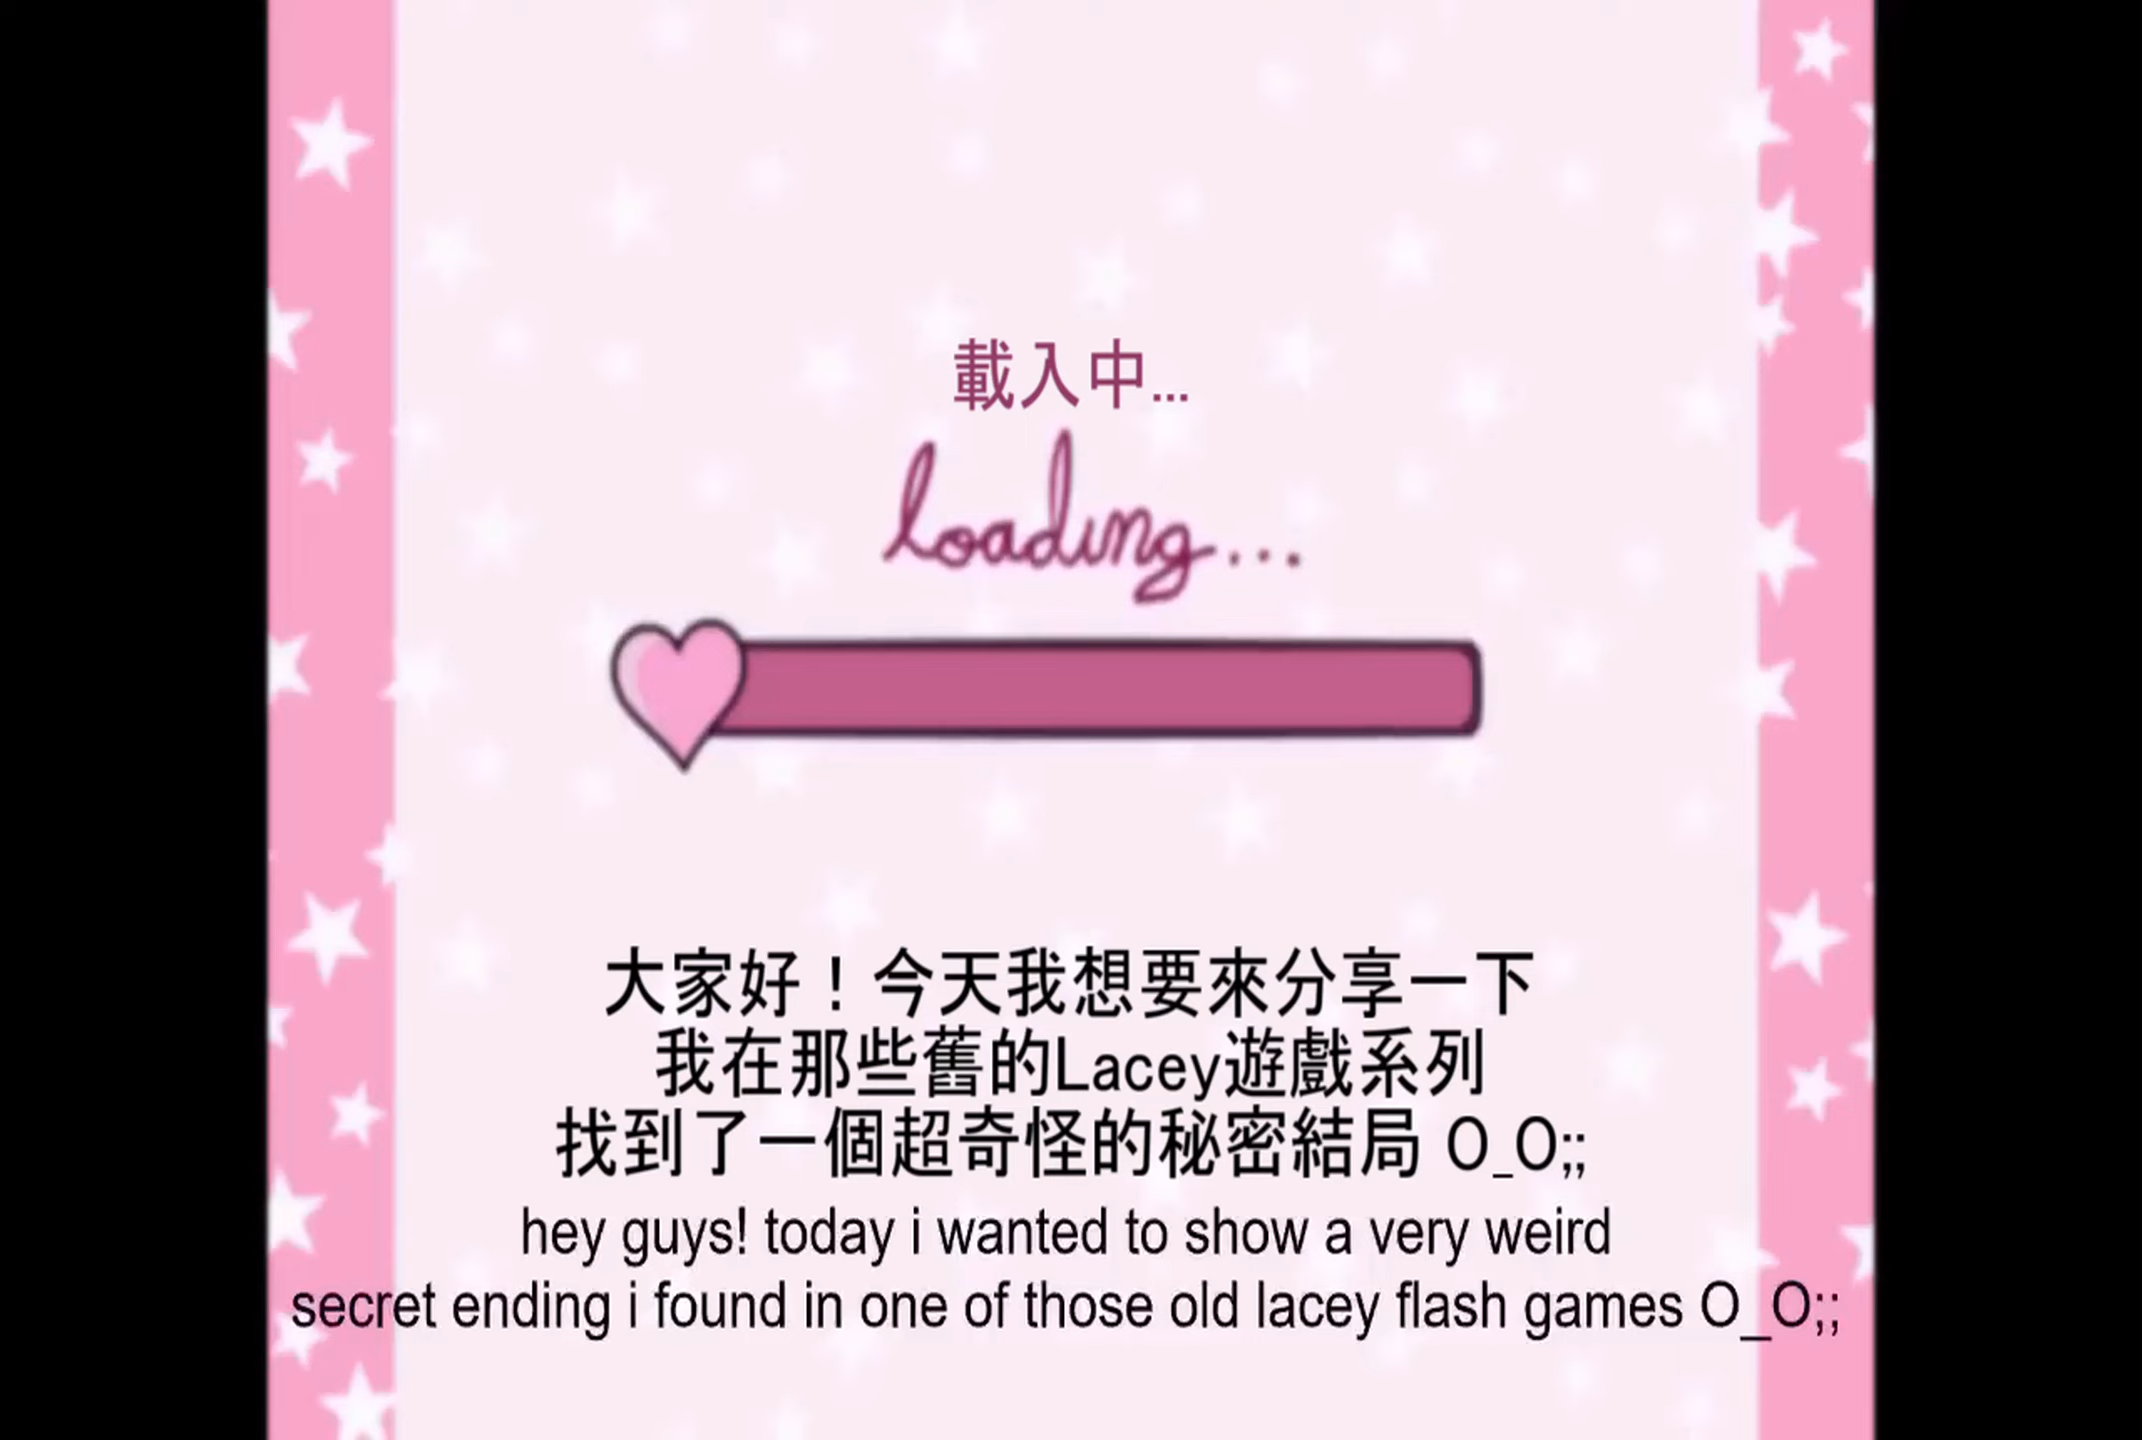 載入中...
loading...
大家好！今天我想要來分享一下
我在那些舊的Lacey遊戲系列
找到了一個超奇怪的秘密結局 O_O;;
hey guys! today i wanted to show a very weird
secret ending i found in one of those old lacey flash games O_O;;